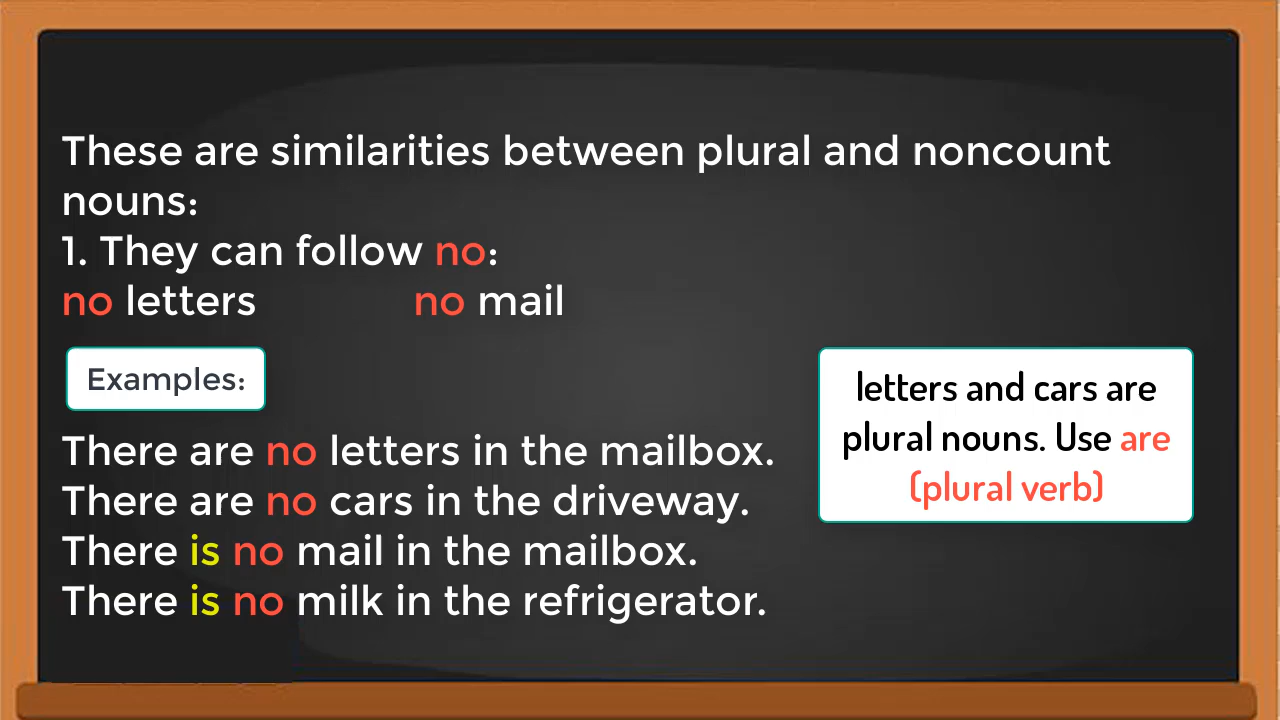 These are similarities between plural and noncount
nouns:
1. They can follow no:
no letters no mail
Examples:
letters and cars are
plural nouns. Use are
(plural verb)
There are no letters in the mailbox.
There are no cars in the driveway.
There is no mail in the mailbox.
There is no milk in the refrigerator.